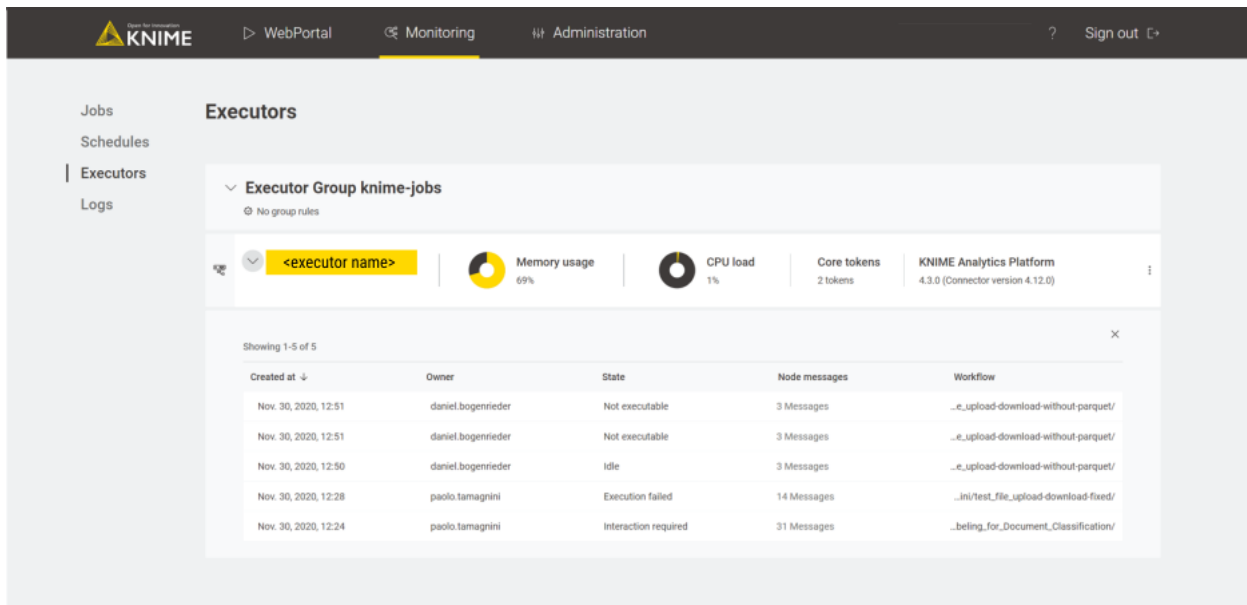 Open for Innovation
KNIME
WebPortal
Monitoring
Administration
?
Sign out
Jobs
Schedules
Executors
Logs
Executors
Executor Group knime-jobs
No group rules
<executor name>
Memory usage
69%
CPU load
1%
Core tokens
2 tokens
KNIME Analytics Platform
4.3.0 (Connector version 4.12.0)
Showing 1-5 of 5
Created at Owner State Node messages Workflow
Nov. 30, 2020, 12:51 daniel.bogenrieder Not executable 3 Messages ...e_upload-download-without-parquet/
Nov. 30, 2020, 12:51 daniel.bogenrieder Not executable 3 Messages ...e_upload-download-without-parquet/
Nov. 30, 2020, 12:50 daniel.bogenrieder Idle 3 Messages ...e_upload-download-without-parquet/
Nov. 30, 2020, 12:28 paolo.tamagnini Execution failed 14 Messages ...ini/test_file_upload-download-fixed/
Nov. 30, 2020, 12:24 paolo.tamagnini Interaction required 31 Messages ...beling_for_Document_Classification/